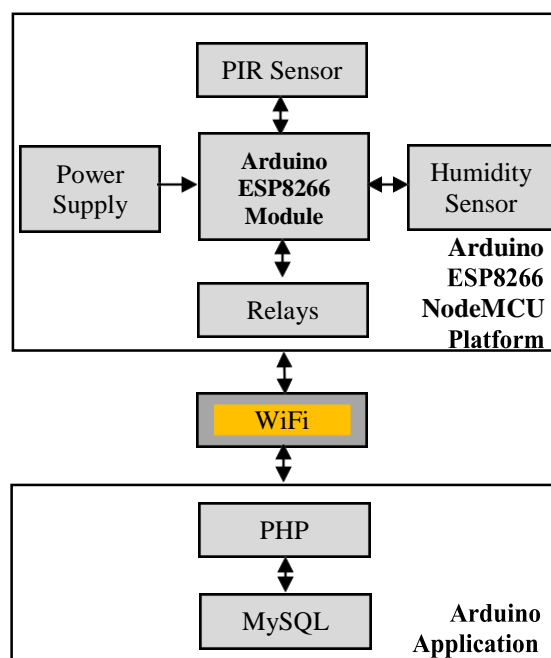 PIR Sensor
Power
Supply
Arduino
ESP8266
Module
Humidity
Sensor
Arduino
ESP8266
NodeMCU
Platform
Relays
WiFi
PHP
MySQL
Arduino
Application